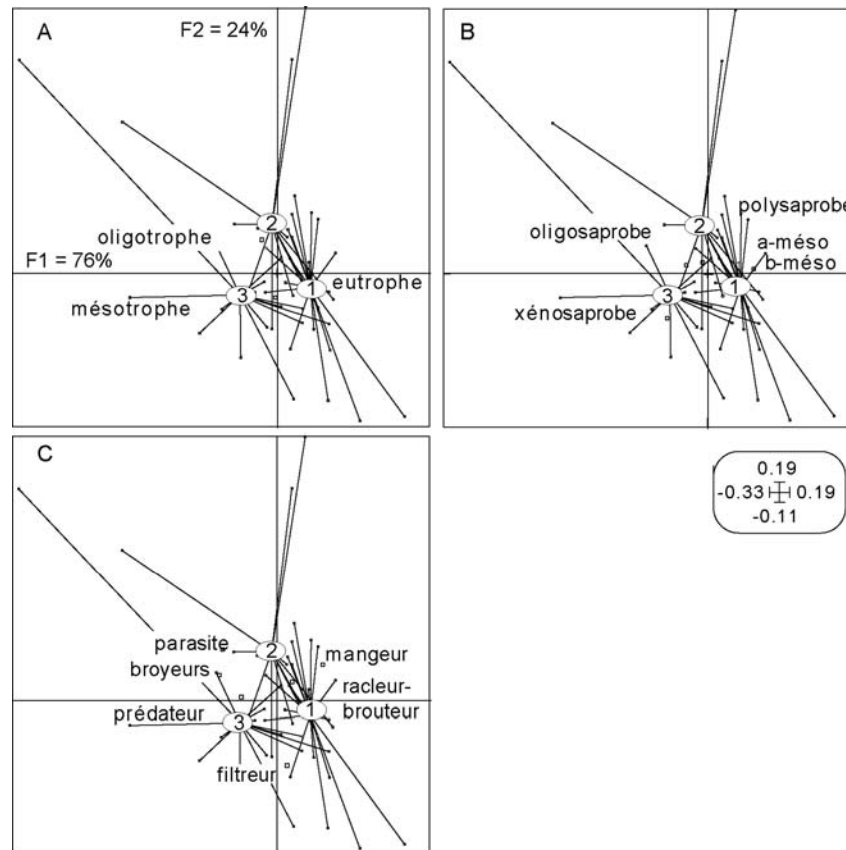 A
F2 = 24%
2
oligotrophe
F1 = 76%
eutrophe
1
3
mésotrophe
B
polysaprobe
2
oligosaprobe
a-méso
b-méso
1
3
xénosaprobe
C
parasite
2
mangeur
broyeurs
racleur-
brouteur
1
prédateur
3
filtreur
0.19
-0.33 0.19
-0.11